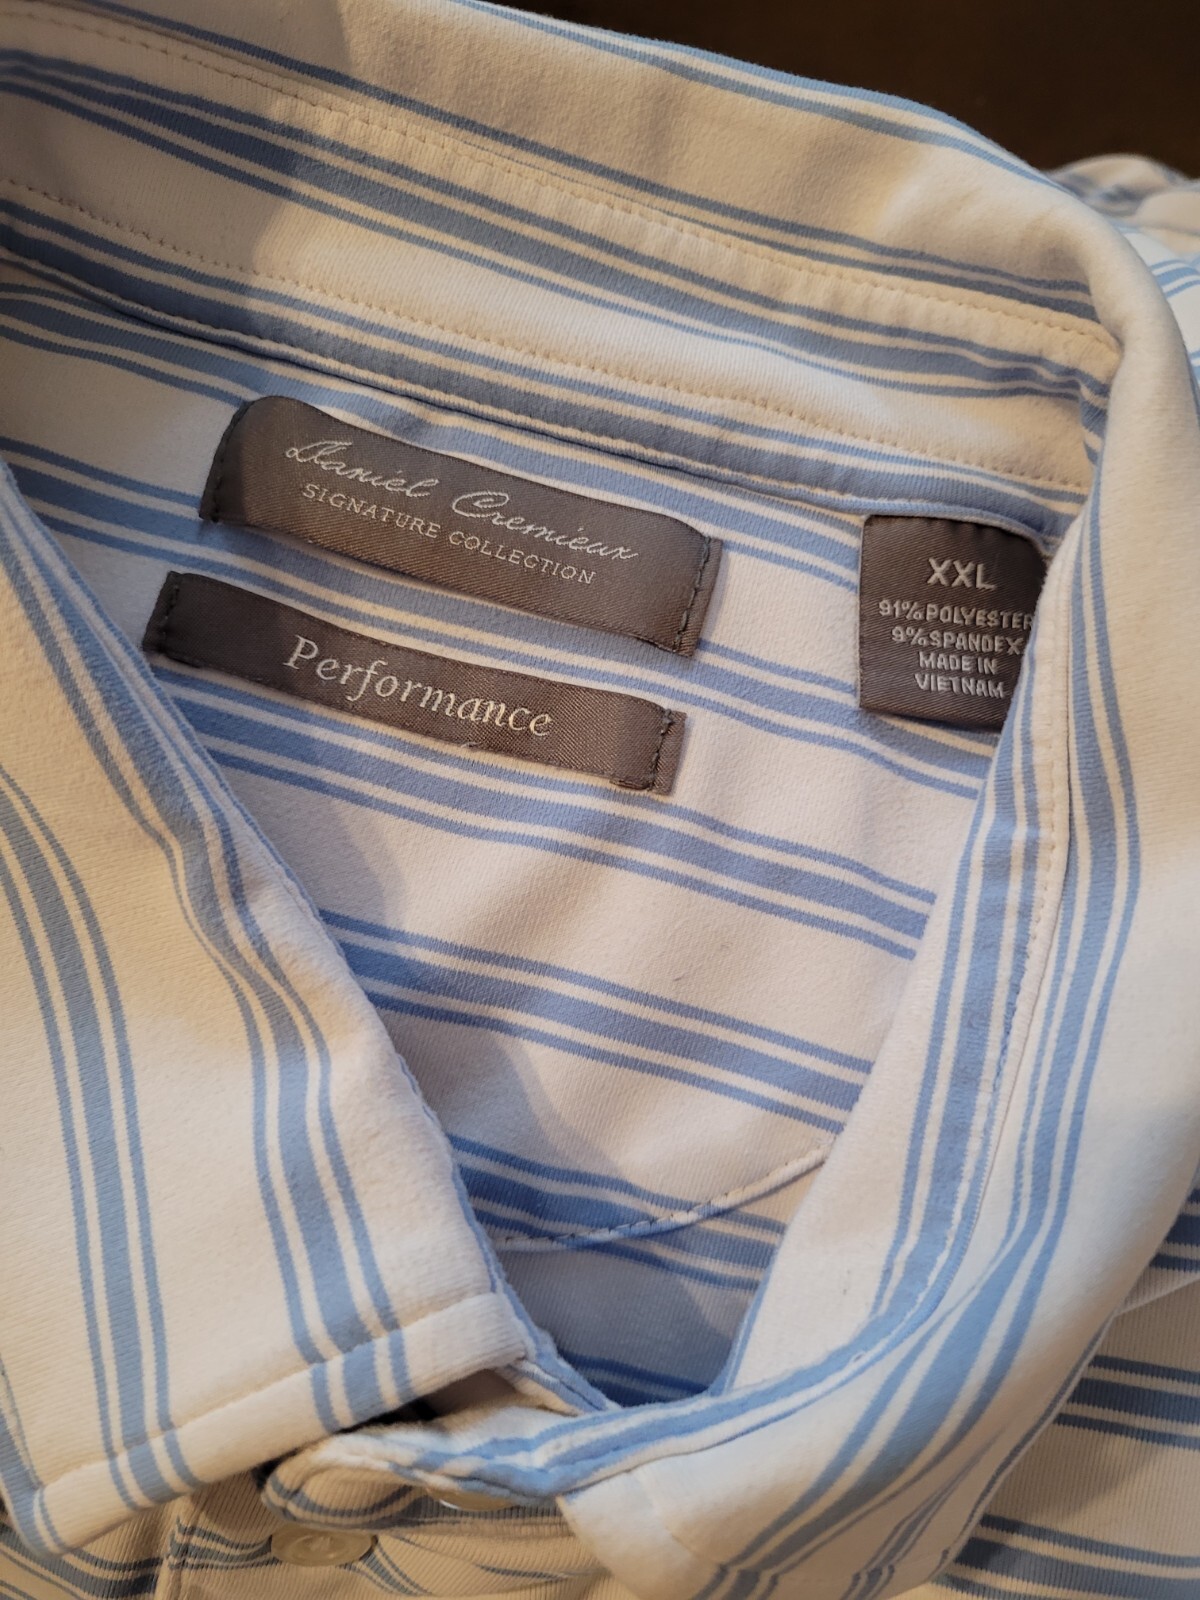 Daniel Cremieux
SIGNATURE COLLECTION
Performance
XXL
91% POLYESTER
9% SPANDEX
MADE IN
VIETNAM